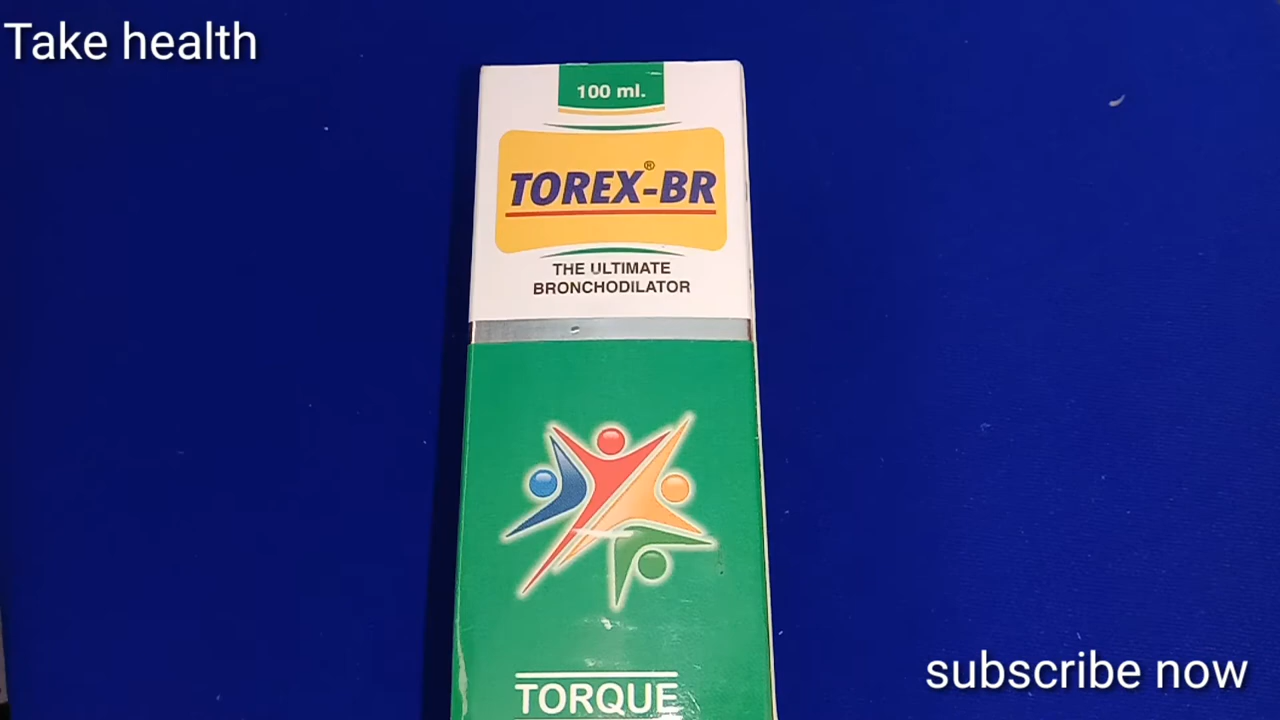 Take health
100 ml.
TOREX®-BR
THE ULTIMATE
BRONCHODILATOR
TORQUE
subscribe now